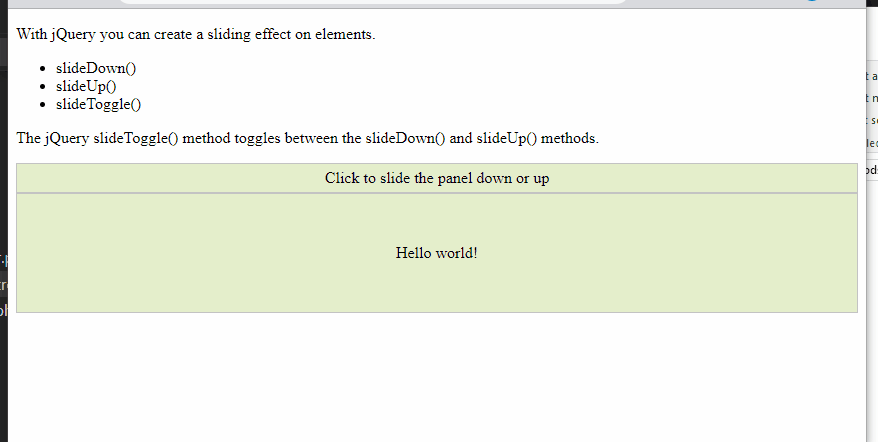 With jQuery you can create a sliding effect on elements.
slideDown()
slideUp()
slideToggle()
The jQuery slideToggle() method toggles between the slideDown() and slideUp() methods.
Click to slide the panel down or up
Hello world!